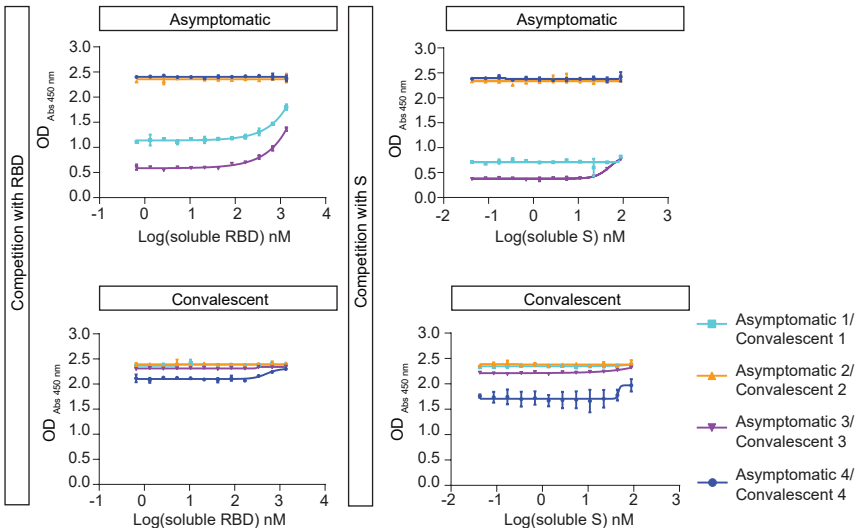 Competition with RBD
Asymptomatic
3.0
2.5
2.0
1.5
1.0
0.5
0.0
OD Abs 450 nm
-1 0 1 2 3 4
Log(soluble RBD) nM
Convalescent
3.0
2.5
2.0
1.5
1.0
0.5
0.0
OD Abs 450 nm
-1 0 1 2 3 4
Log(soluble RBD) nM
Competition with S
Asymptomatic
3.0
2.5
2.0
1.5
1.0
0.5
0.0
OD Abs 450 nm
-2 -1 0 1 2 3
Log(soluble S) nM
Convalescent
3.0
2.5
2.0
1.5
1.0
0.5
0.0
OD Abs 450 nm
-2 -1 0 1 2 3
Log(soluble S) nM
Asymptomatic 1/
Convalescent 1
Asymptomatic 2/
Convalescent 2
Asymptomatic 3/
Convalescent 3
Asymptomatic 4/
Convalescent 4